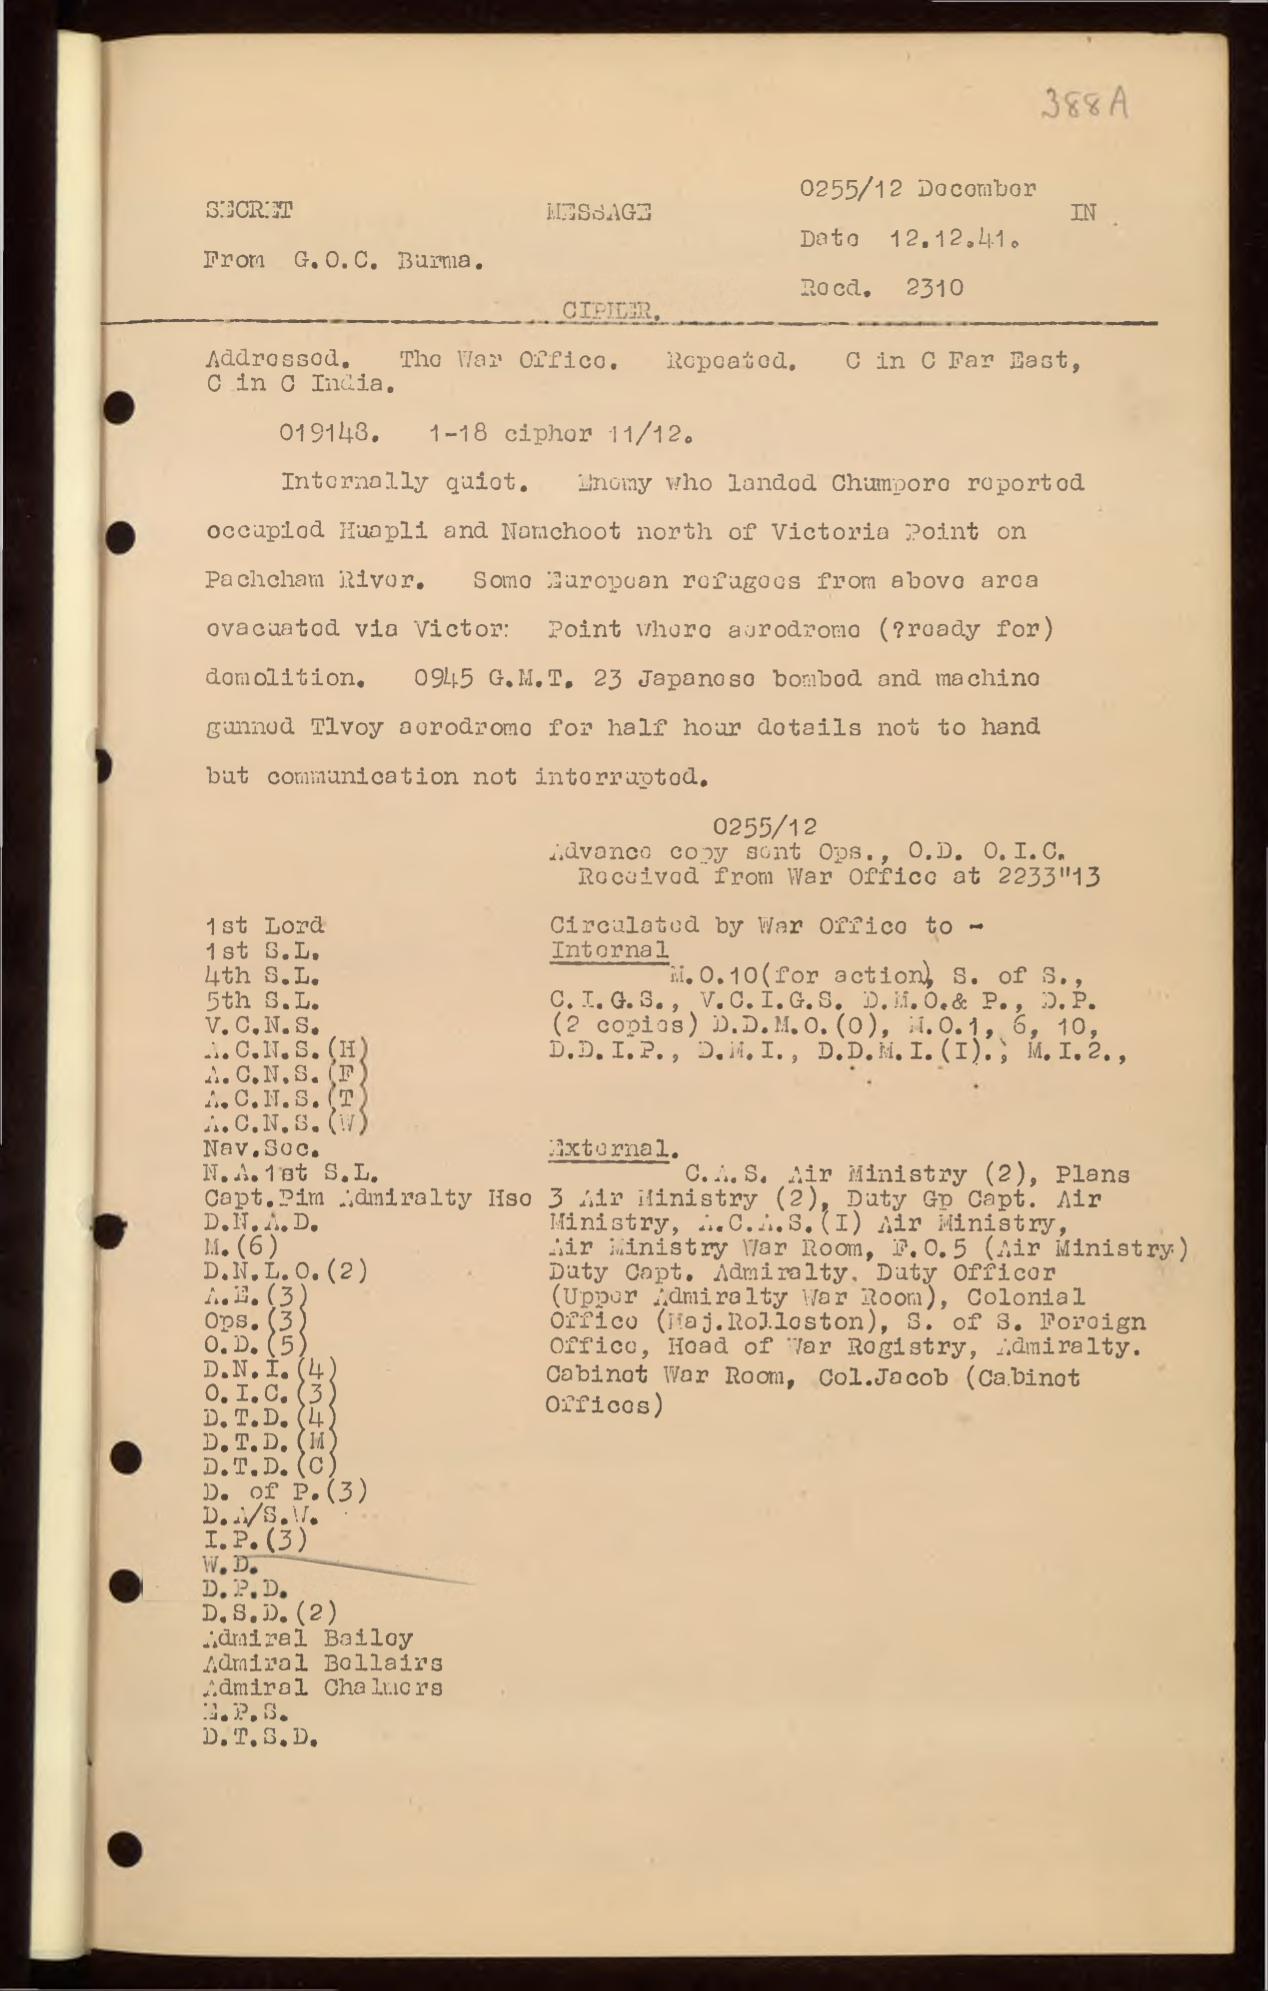 388A
0255/12 December
SECRET MESSAGE IN
Date 12.12.41.
From G.O.C. Burma.
Recd. 2310
CIPHER.
Addressed. The War Office. Repeated. C in C Far East,
C in C India.
019148. 1-18 cipher 11/12.
Internally quiet. Enemy who landed Chumpore reported
occupied Huapli and Namchoot north of Victoria Point on
Pachcham River. Some European refugees from above area
evacuated via Victor: Point where aerodrome (?ready for)
demolition. 0945 G.M.T. 23 Japanese bombed and machine
gunned Tlvoy aerodrome for half hour details not to hand
but communication not interrupted.
0255/12
Advance copy sent Ops., O.D. O.I.C.
Received from War Office at 2233"13
1st Lord
1st S.L.
4th S.L.
5th S.L.
V.C.N.S.
A.C.N.S.(H)
A.C.N.S.(F)
A.C.N.S.(T)
A.C.N.S.(W)
Nav.Sec.
N.A.1st S.L.
Capt.Pim Admiralty Hse
D.N.A.D.
M.(6)
D.N.L.O.(2)
A.E.(3)
Ops.(3)
O.D.(5)
D.N.I.(4)
O.I.C.(3)
D.T.D.(4)
D.T.D.(M)
D.T.D.(C)
D. of P.(3)
D.A/S.W.
I.P.(3)
W.D.
D.P.D.
D.S.D.(2)
Admiral Bailey
Admiral Bellairs
Admiral Chalmers
E.P.S.
D.T.S.D.
Circulated by War Office to -
Internal
M.O.10(for action), S. of S.,
C.I.G.S., V.C.I.G.S. D.M.O.& P., D.P.
(2 copies) D.D.M.O.(O), M.O.1, 6, 10,
D.D.I.P., D.M.I., D.D.M.I.(I)., M.I.2.,
External.
C.A.S. Air Ministry (2), Plans
3 Air Ministry (2), Duty Gp Capt. Air
Ministry, A.C.A.S.(I) Air Ministry,
Air Ministry War Room, F.O.5 (Air Ministry)
Duty Capt. Admiralty. Duty Officer
(Upper Admiralty War Room), Colonial
Office (Maj.Rolleston), S. of S. Foreign
Office, Head of War Registry, Admiralty.
Cabinet War Room, Col.Jacob (Cabinet
Offices)